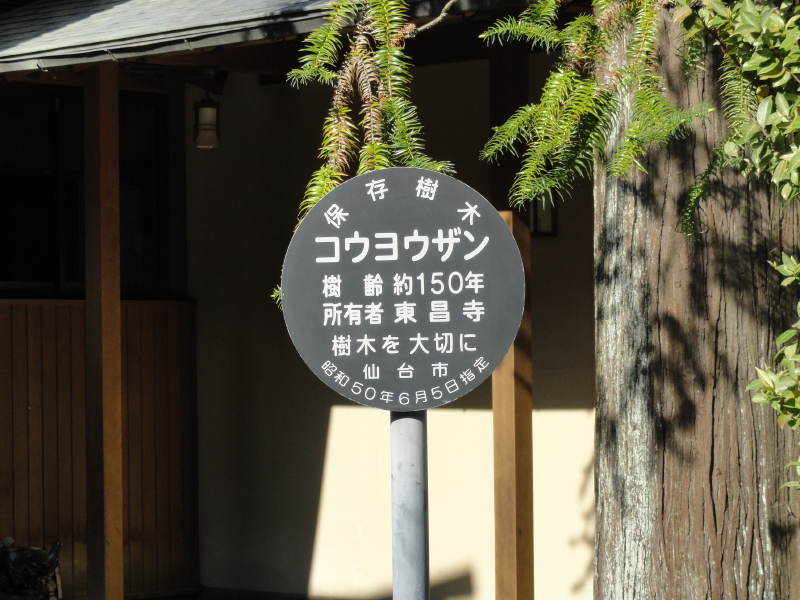 保存樹木
コウヨウザン
樹齢 約150年
所有者 東昌寺
樹木を大切に
仙台市
昭和50年6月5日指定